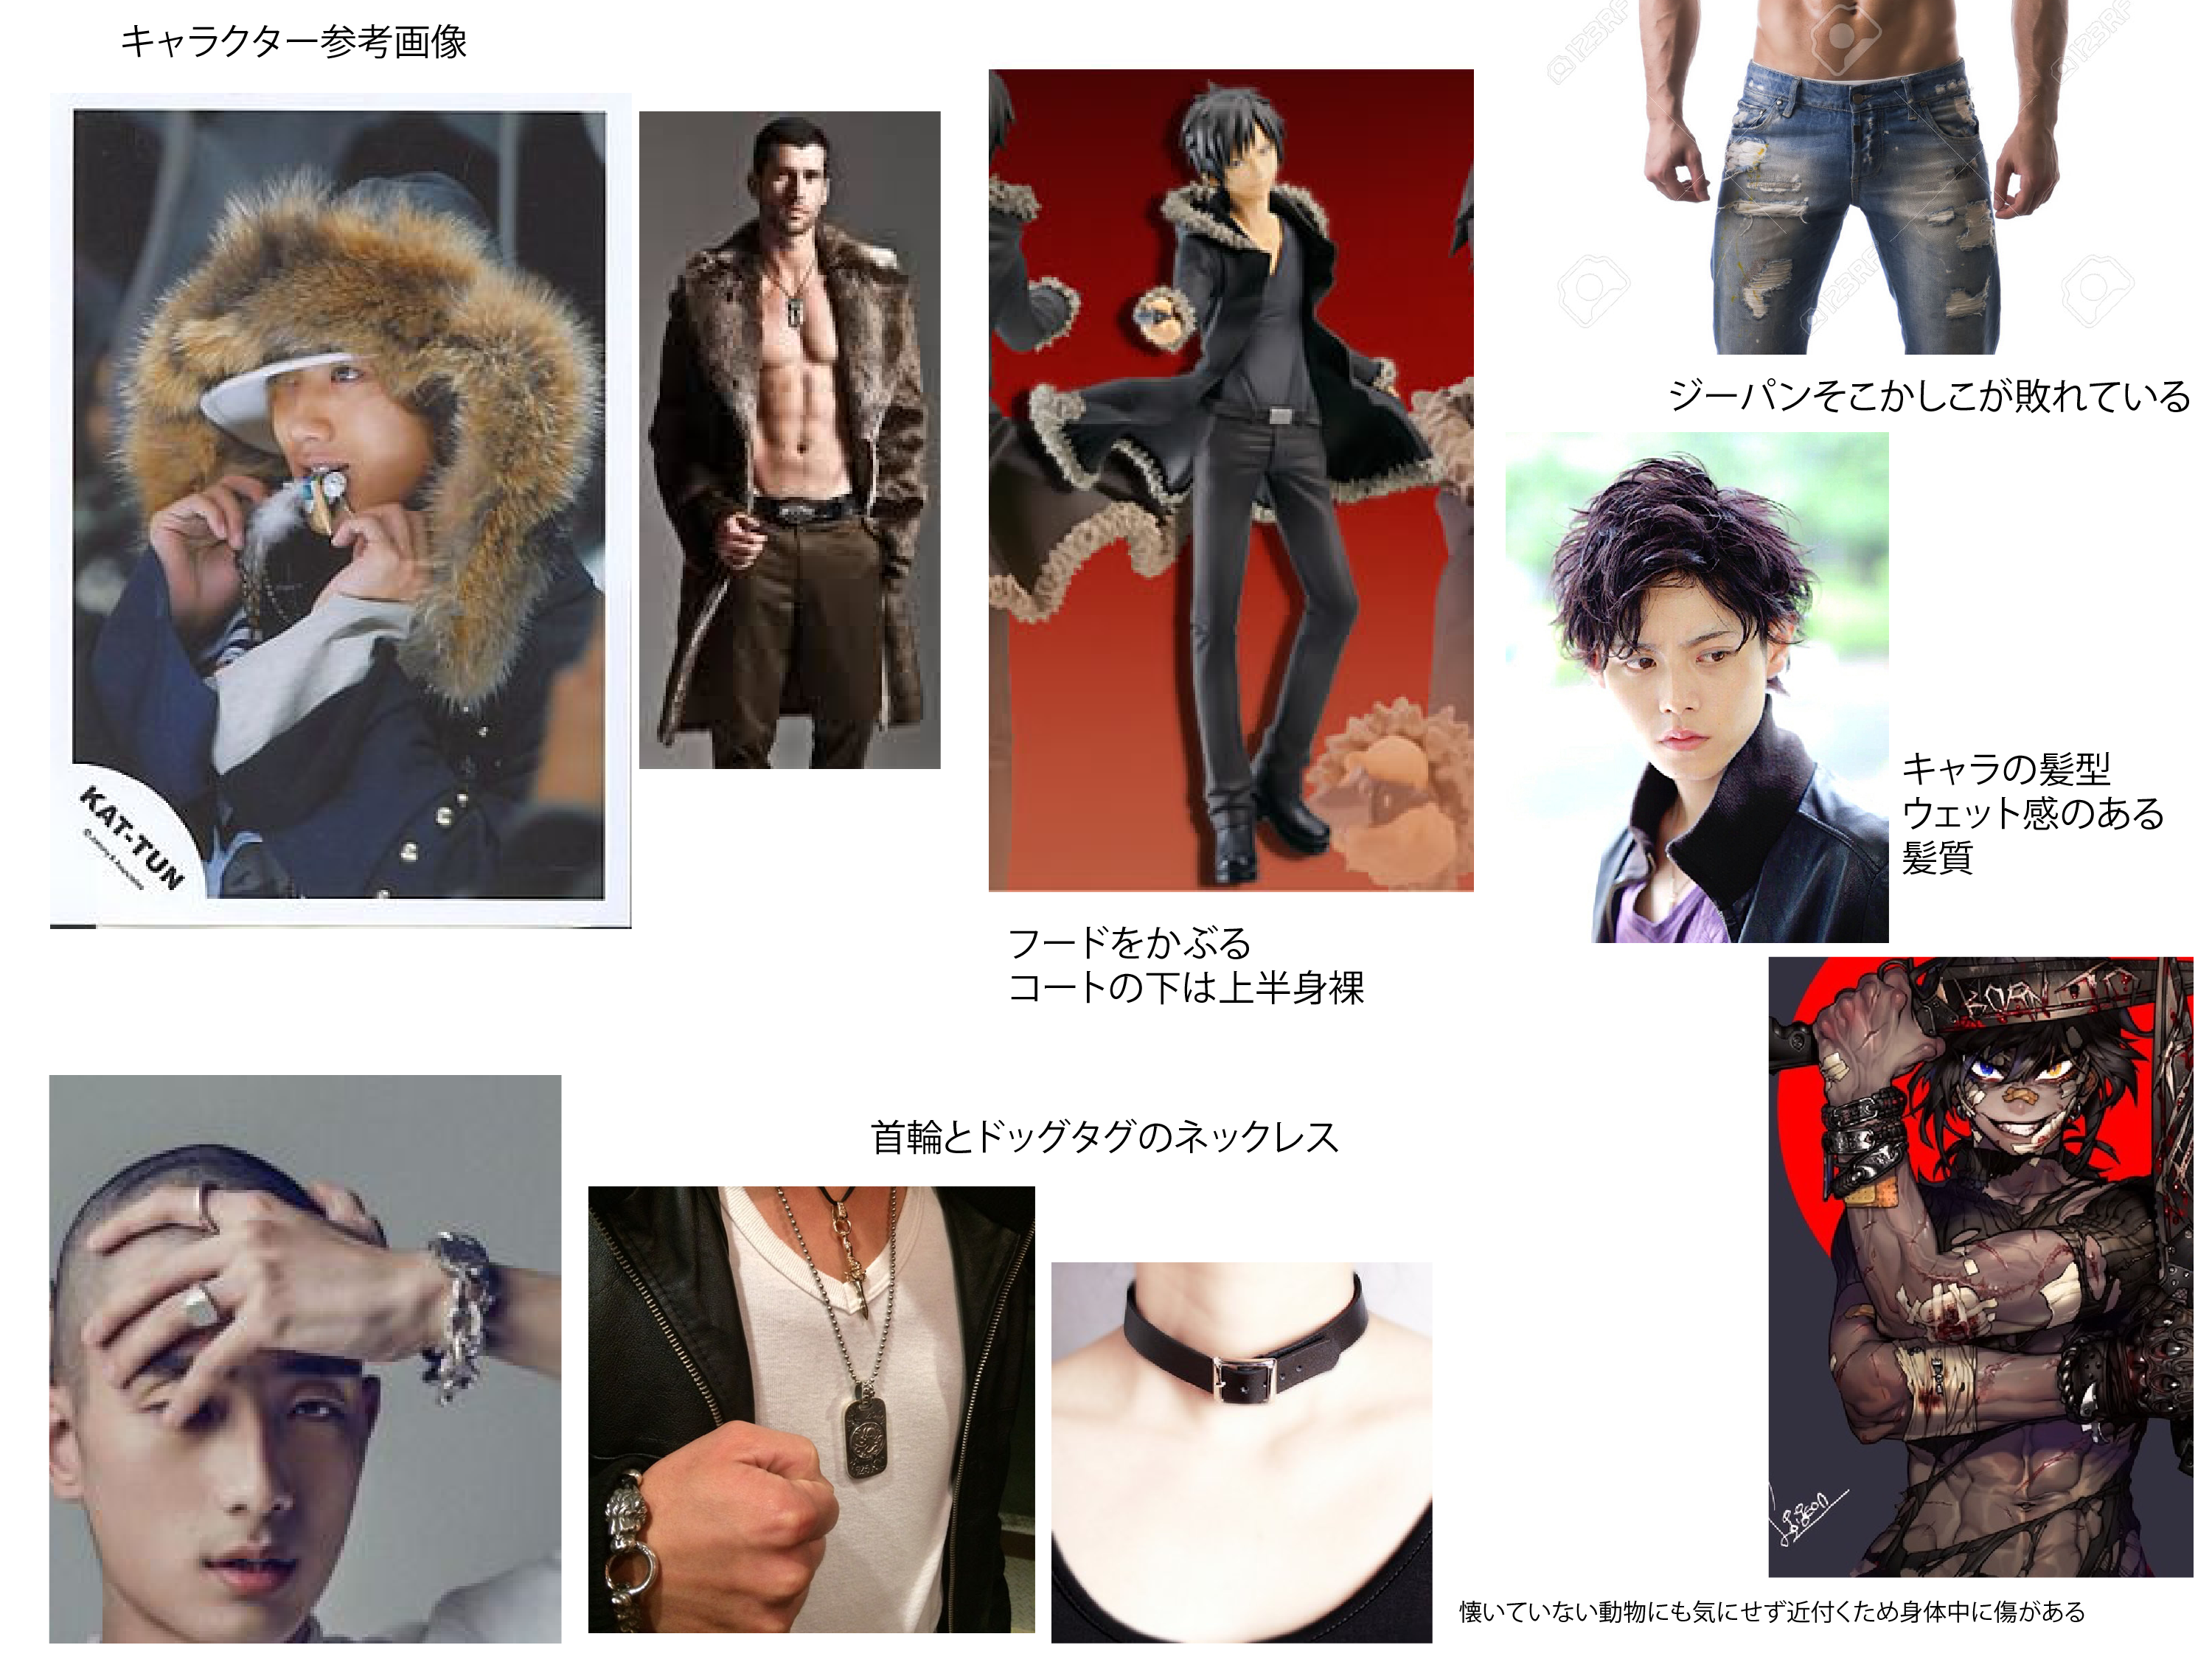 キャラクター参考画像
123RF
123RF
ジーパンそこかしこが敗れている
123RF
123RF
キャラの髪型
ウェット感のある
髪質
KAT-TUN
フードをかぶる
コートの下は上半身裸
BORN TO
首輪とドッグタグのネックレス
懐いていない動物にも気にせず近付くため身体中に傷がある